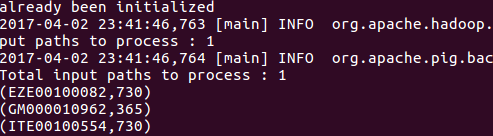 already been initialized
2017-04-02 23:41:46,763 [main] INFO  org.apache.hadoop.
put paths to process : 1
2017-04-02 23:41:46,764 [main] INFO  org.apache.pig.bac
Total input paths to process : 1
(EZE00100082,730)
(GM000010962,365)
(ITE00100554,730)